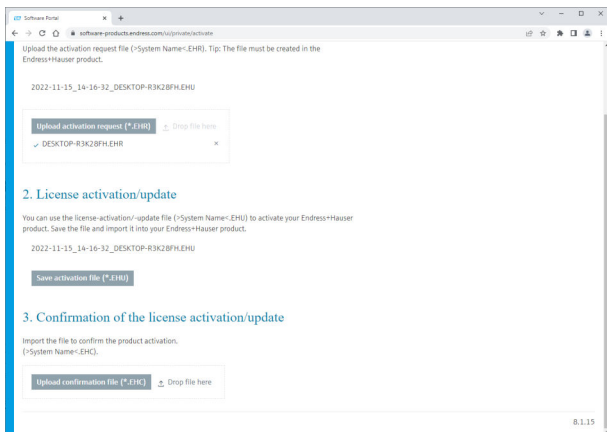 Software Portal
software-products.endress.com/ui/private/activate
Upload the activation request file (>System Name<.EHR). Tip: The file must be created in the
Endress+Hauser product.
2022-11-15_14-16-32_DESKTOP-R3K28FH.EHU
Upload activation request (*.EHR) Drop file here
DESKTOP-R3K28FH.EHR
2. License activation/update
You can use the license-activation/-update file (>System Name<.EHU) to activate your Endress+Hauser
product. Save the file and import it into your Endress+Hauser product.
2022-11-15_14-16-32_DESKTOP-R3K28FH.EHU
Save activation file (*.EHU)
3. Confirmation of the license activation/update
Import the file to confirm the product activation.
(>System Name<.EHC).
Upload confirmation file (*.EHC) Drop file here
8.1.15